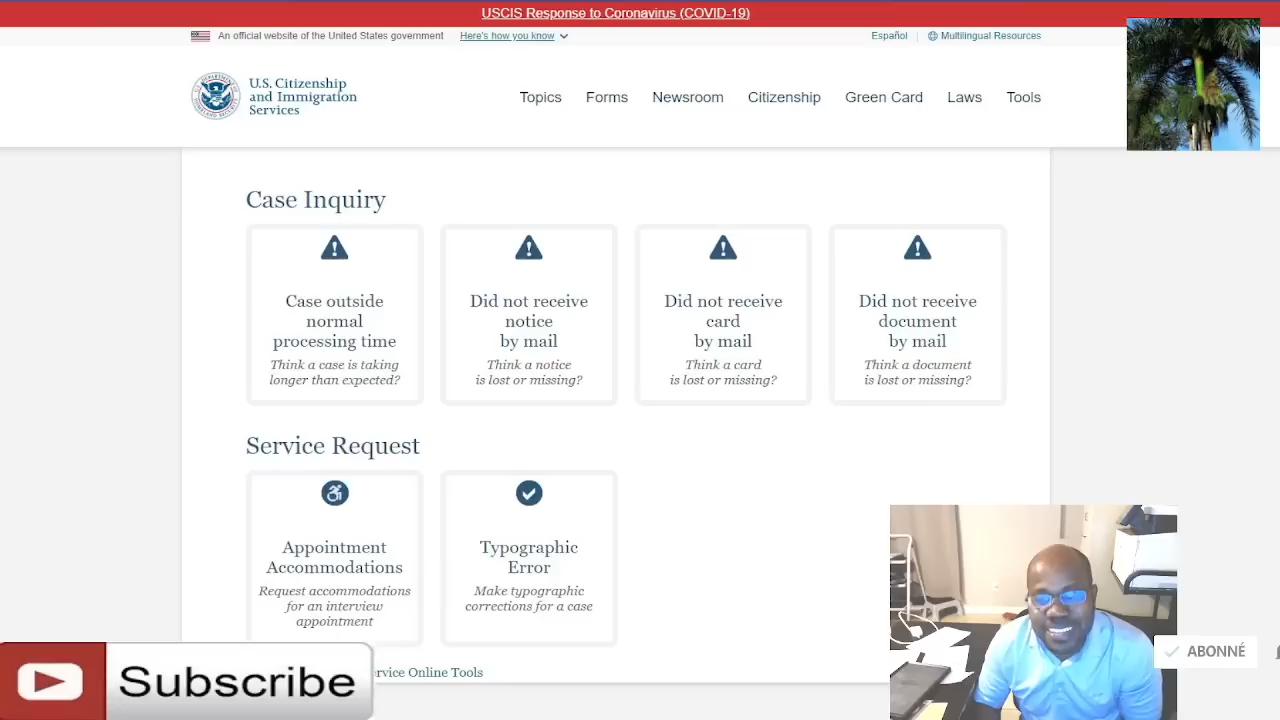 USCIS Response to Coronavirus (COVID-19)
An official website of the United States government
Here's how you know
Español
Multilingual Resources
U.S. Citizenship
and Immigration
Services
Topics
Forms
Newsroom
Citizenship
Green Card
Laws
Tools
Case Inquiry
Case outside
normal
processing time
Think a case is taking
longer than expected?
Did not receive
notice
by mail
Think a notice
is lost or missing?
Did not receive
card
by mail
Think a card
is lost or missing?
Did not receive
document
by mail
Think a document
is lost or missing?
Service Request
Appointment
Accommodations
Request accommodations
for an interview
appointment
Typographic
Error
Make typographic
corrections for a case
Online Tools
Subscribe
ABONNÉ